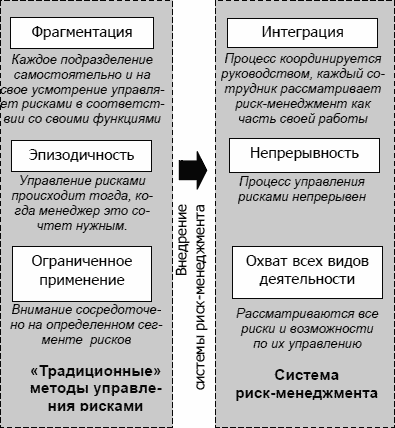 Фрагментация
Каждое подразделение
самостоятельно и на
свое усмотрение управля-
ет рисками в соответст-
вии со своими функциями
Эпизодичность
Управление рисками
происходит тогда, ко-
гда менеджер это со-
чтет нужным.
Ограниченное
применение
Внимание сосредоточе-
но на определенном сег-
менте рисков
«Традиционные»
методы управле-
ния рисками
Внедрение
системы риск-менеджмента
Интеграция
Процесс координируется
руководством, каждый со-
трудник рассматривает
риск-менеджмент как
часть своей работы
Непрерывность
Процесс управления
рисками непрерывен
Охват всех видов
деятельности
Рассматриваются все
риски и возможности
по их управлению
Система
риск-менеджмента